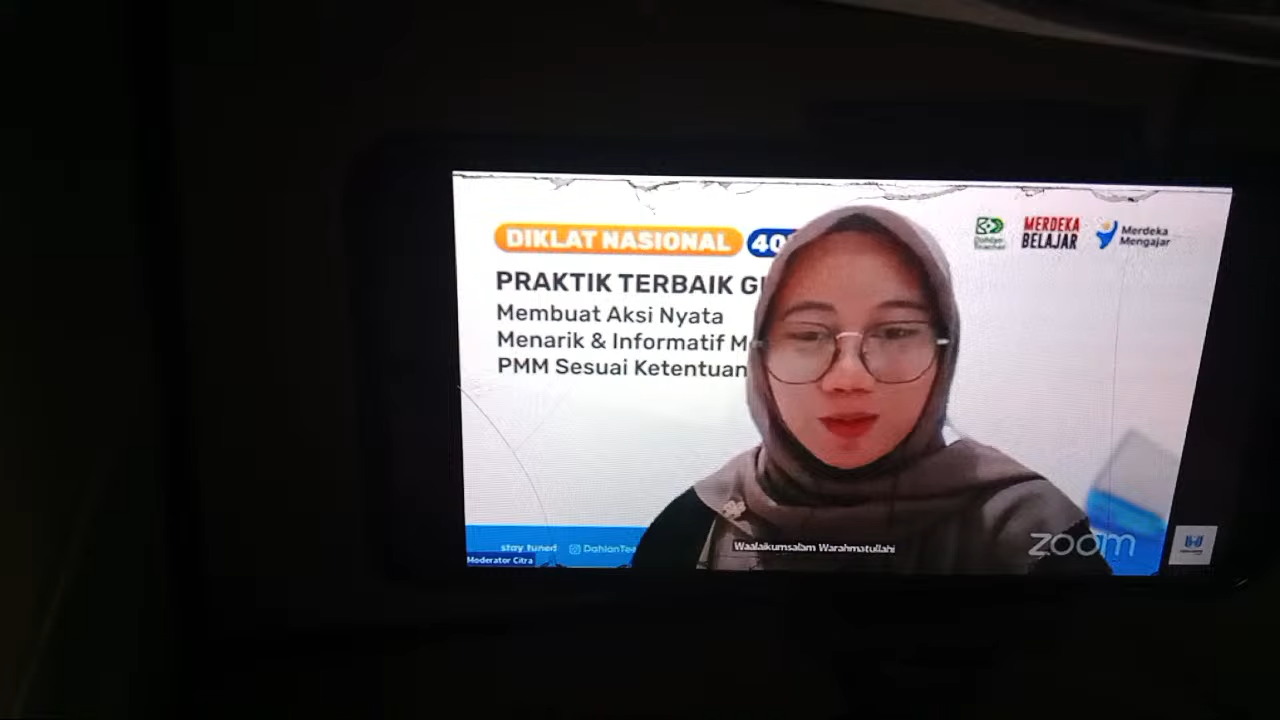 DIKLAT NASIONAL 40
MERDEKA
BELAJAR
Merdeka
Mengajar
PRAKTIK TERBAIK
Membuat Aksi Nyata
Menarik & Informatif
PMM Sesuai Ketentuan
stay tuned
Moderator Citra
Waalaikumsalam Warahmatullahi
zoom